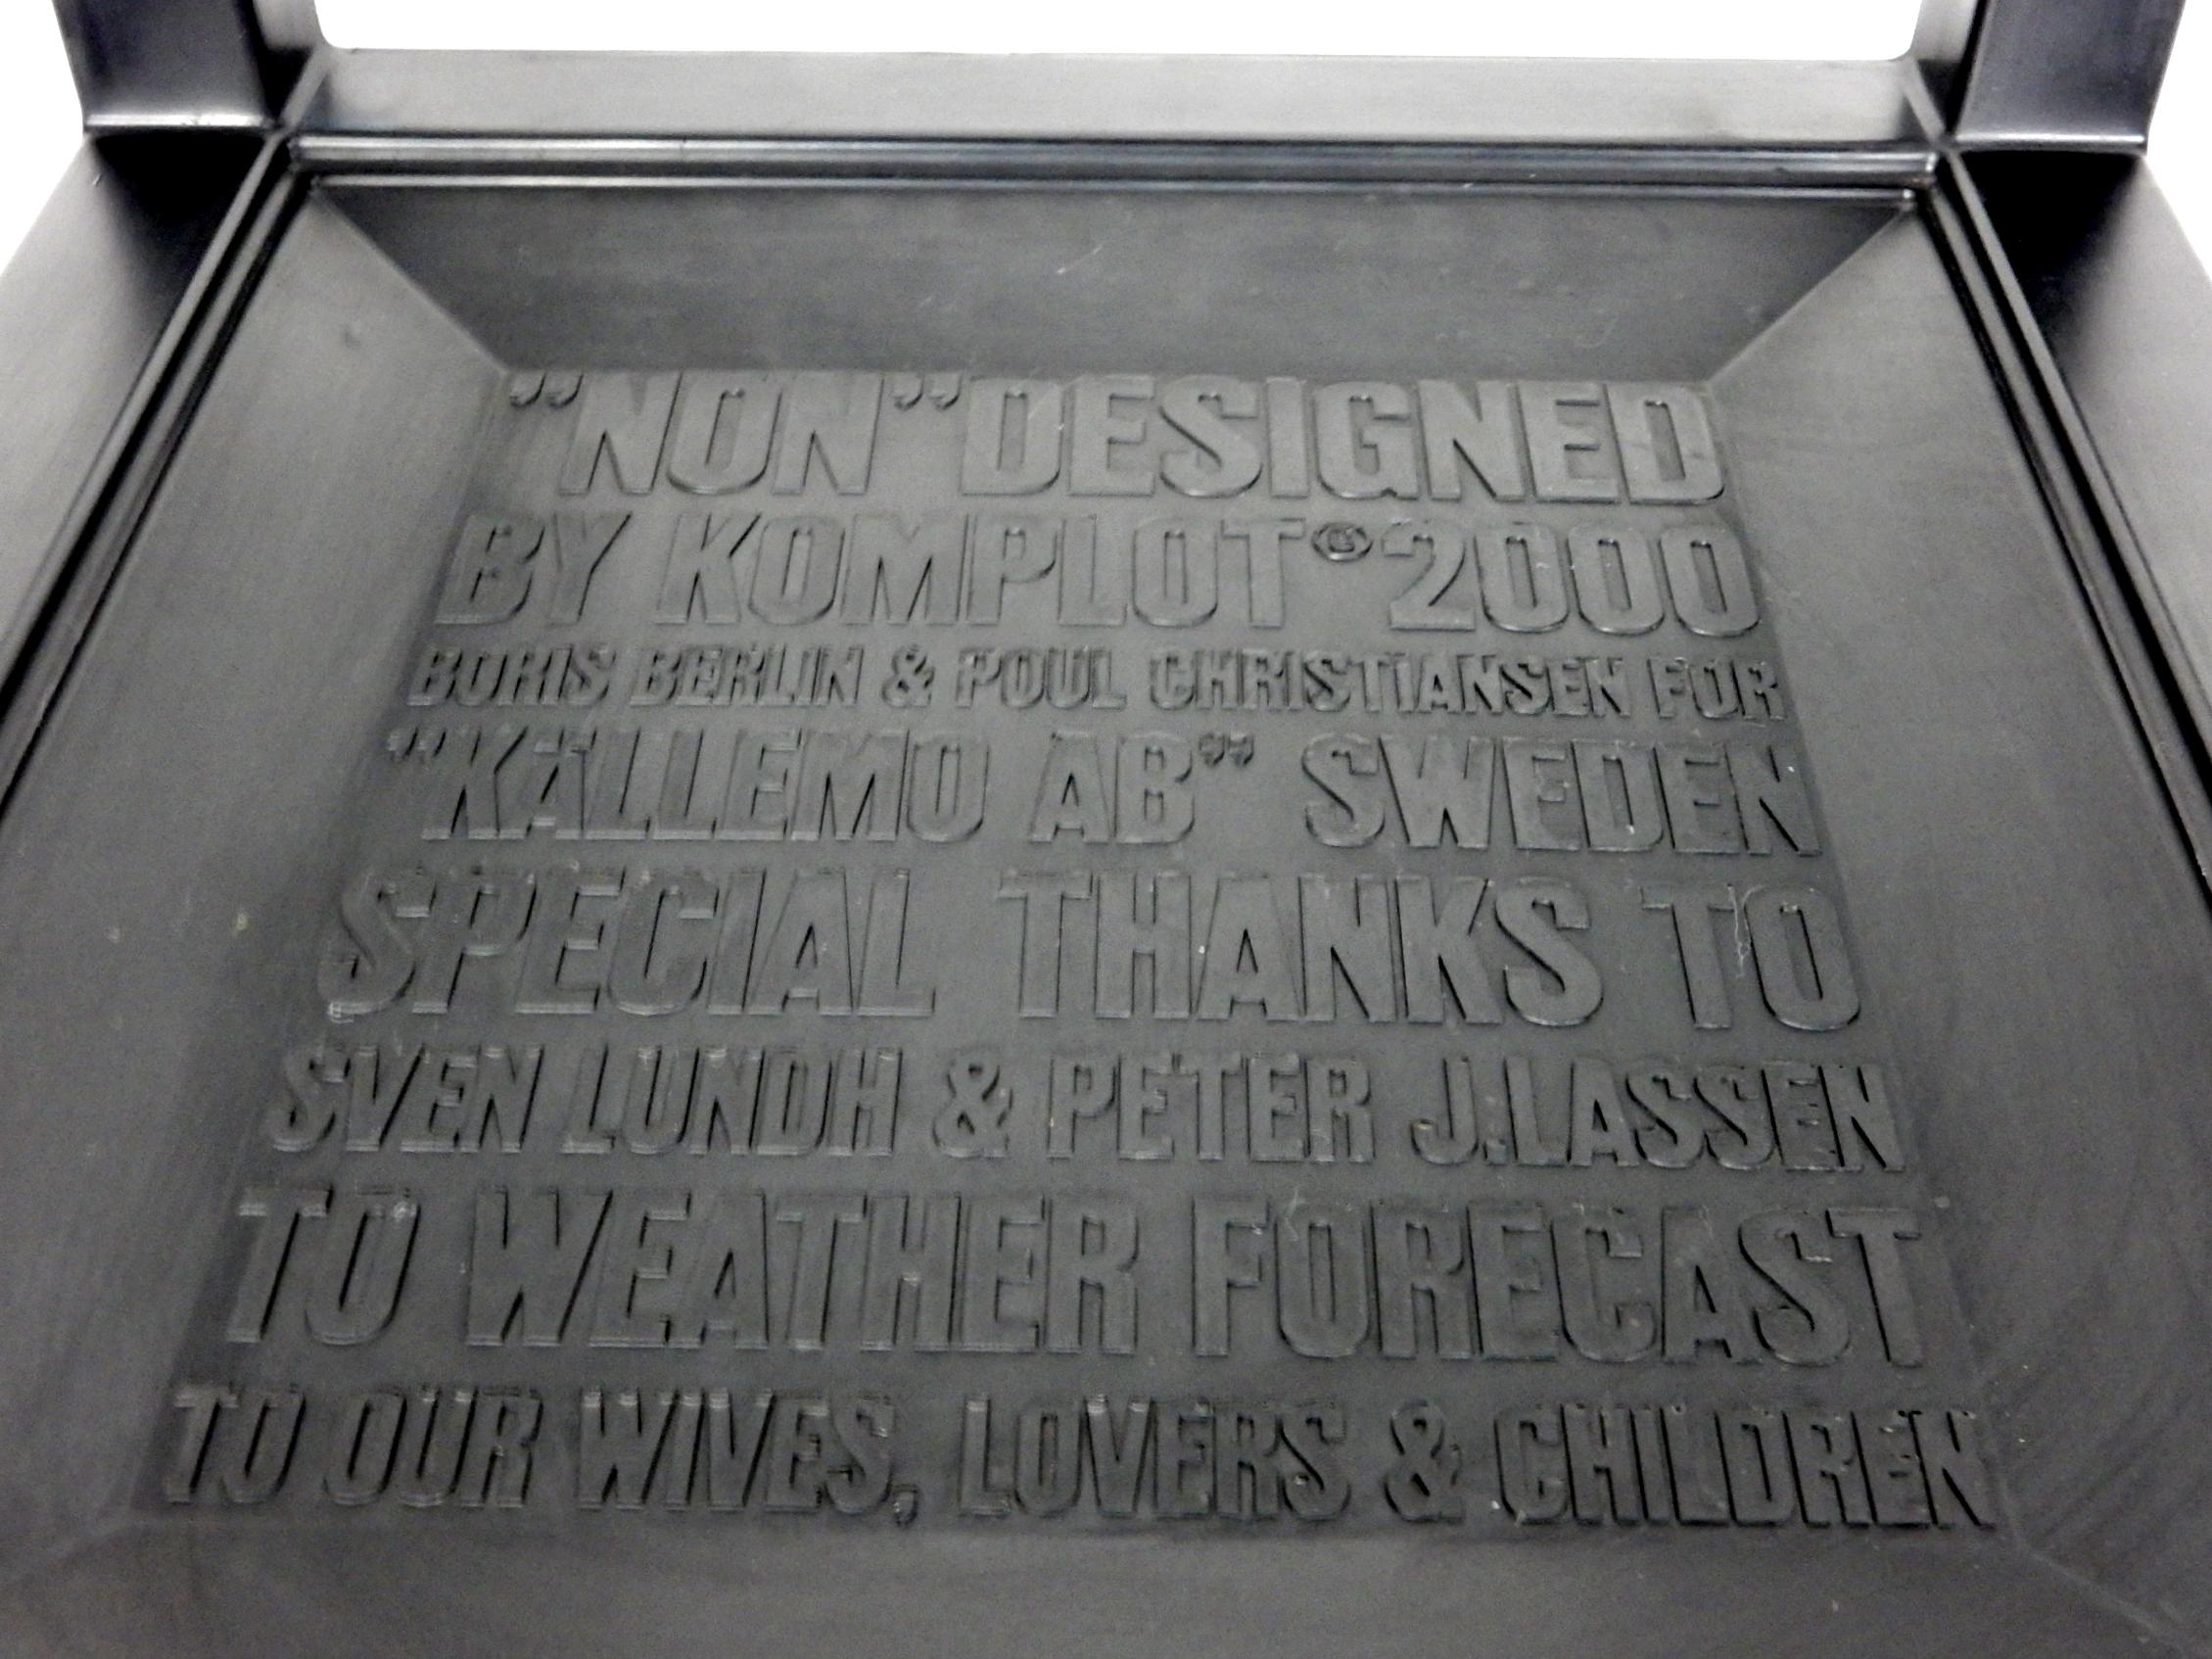 ”NON”DESIGNED
BY KOMPLOT® 2000
BORIS BERLIN & POUL CHRISTIANSEN FOR
”KÄLLEMO AB” SWEDEN
SPECIAL THANKS TO
SVEN LUNDH & PETER J.LASSEN
TO WEATHER FORECAST
TO OUR WIVES, LOVERS & CHILDREN